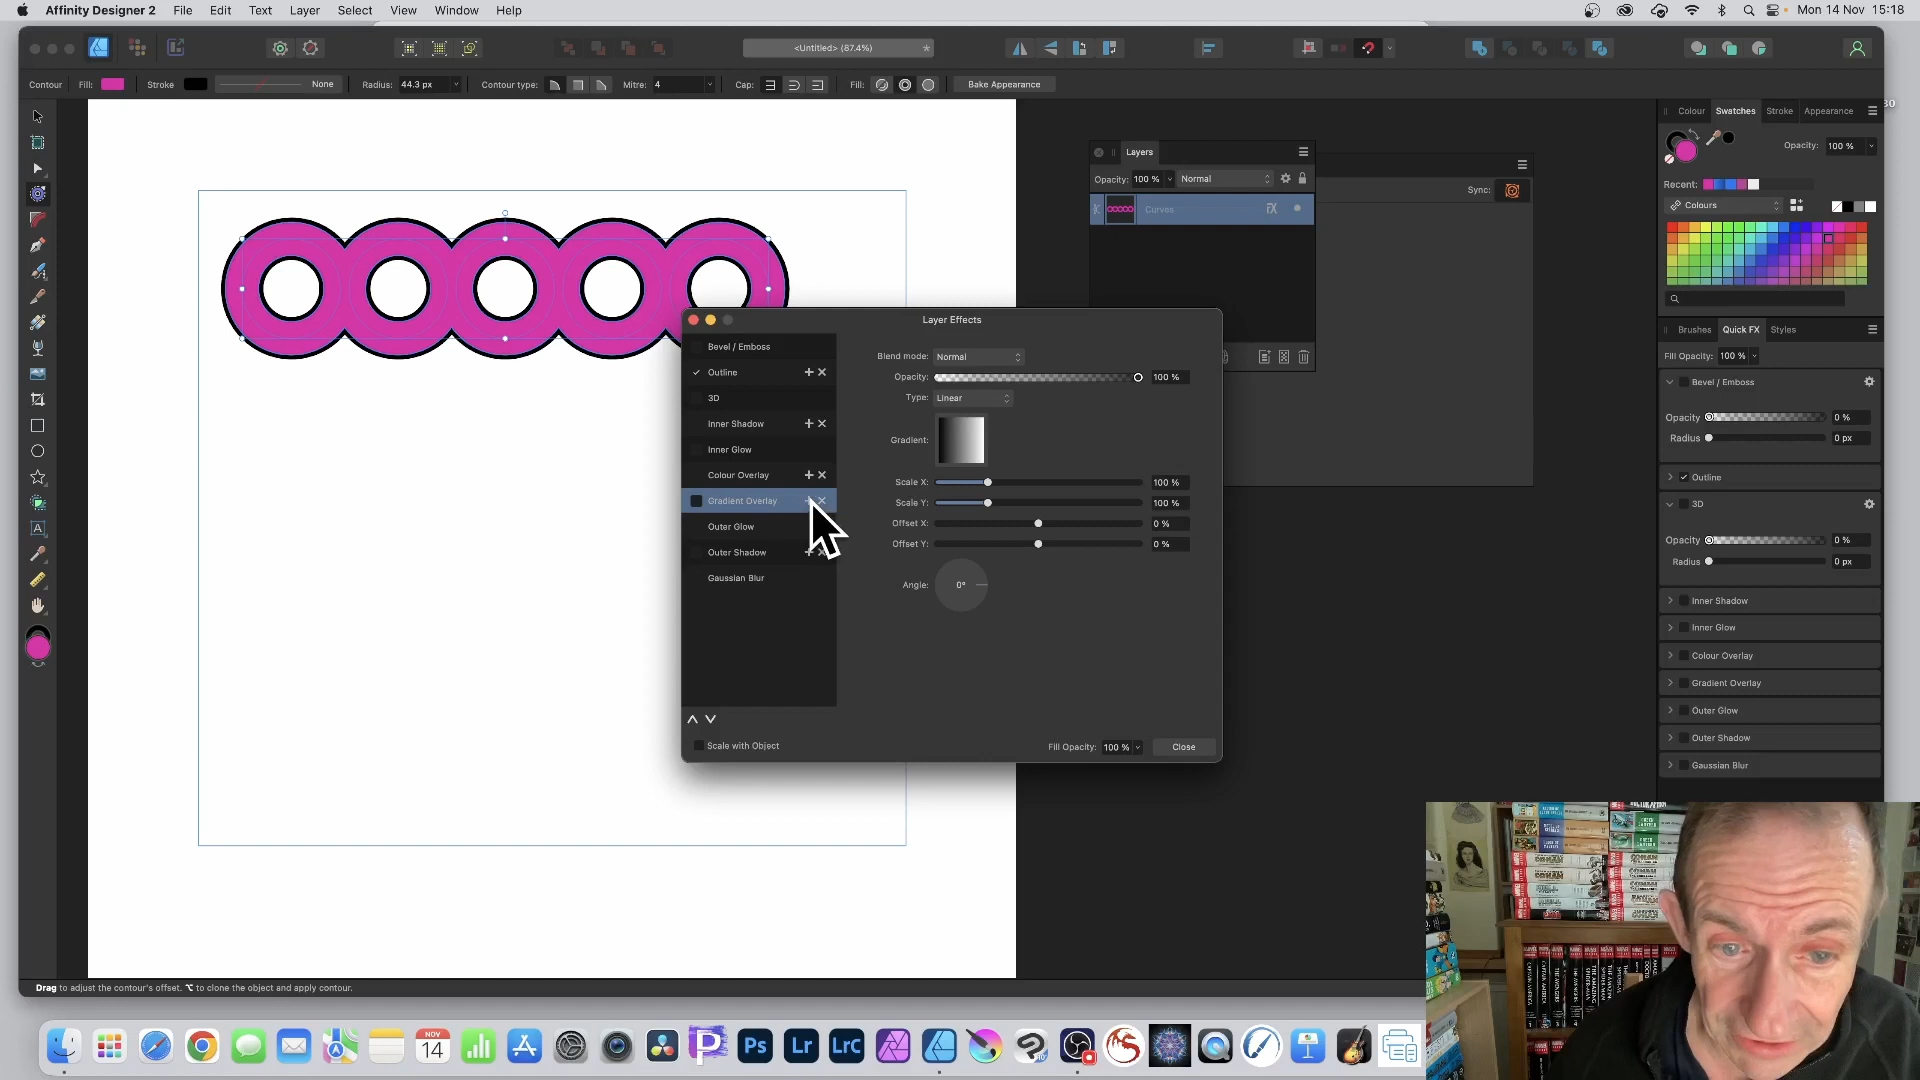 Affinity Designer 2 File Edit Text Layer Select View Window Help Mon 14 Nov 15:18
<Untitled> (87.4%) *
Contour Fill: Stroke None Radius: 44.3 px Contour type: Mitre: 4 Cap: Fill: Bake Appearance
Colour Swatches Stroke Appearance
Opacity: 100 %
Recent:
Colours
Layers
Opacity: 100 % Normal
Curves
Sync:
Layer Effects
Bevel / Emboss
Outline
3D
Inner Shadow
Inner Glow
Colour Overlay
Gradient Overlay
Outer Glow
Outer Shadow
Gaussian Blur
Scale with Object
Blend mode: Normal
Opacity: 100 %
Type: Linear
Gradient:
Scale X: 100 %
Scale Y: 100 %
Offset X: 0 %
Offset Y: 0 %
Angle: 0°
Fill Opacity: 100 % Close
Brushes Quick FX Styles
Fill Opacity: 100 %
Bevel / Emboss
Opacity 0 %
Radius 0 px
Outline
3D
Opacity 0 %
Radius 0 px
Inner Shadow
Inner Glow
Colour Overlay
Gradient Overlay
Outer Glow
Outer Shadow
Gaussian Blur
Drag to adjust the contour's offset. ⌥ to clone the object and apply contour.
NOV
14
Ps
Lr
LrC
CONAN